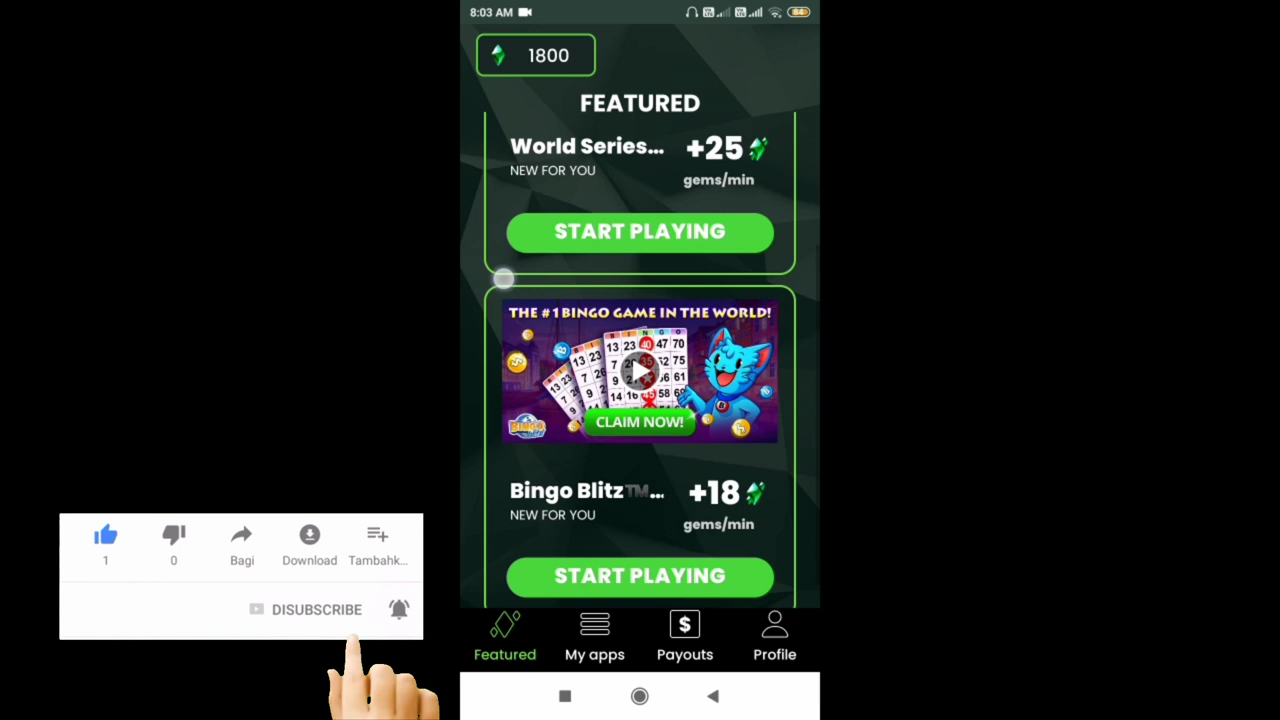 8:03 AM
84
1800
FEATURED
World Series...
+25
NEW FOR YOU
gems/min
START PLAYING
THE #1 BINGO GAME IN THE WORLD!
CLAIM NOW!
BINGO
Bingo Blitz™...
+18
NEW FOR YOU
gems/min
START PLAYING
Featured
My apps
Payouts
Profile
1
0
Bagi
Download
Tambahk...
DISUBSCRIBE